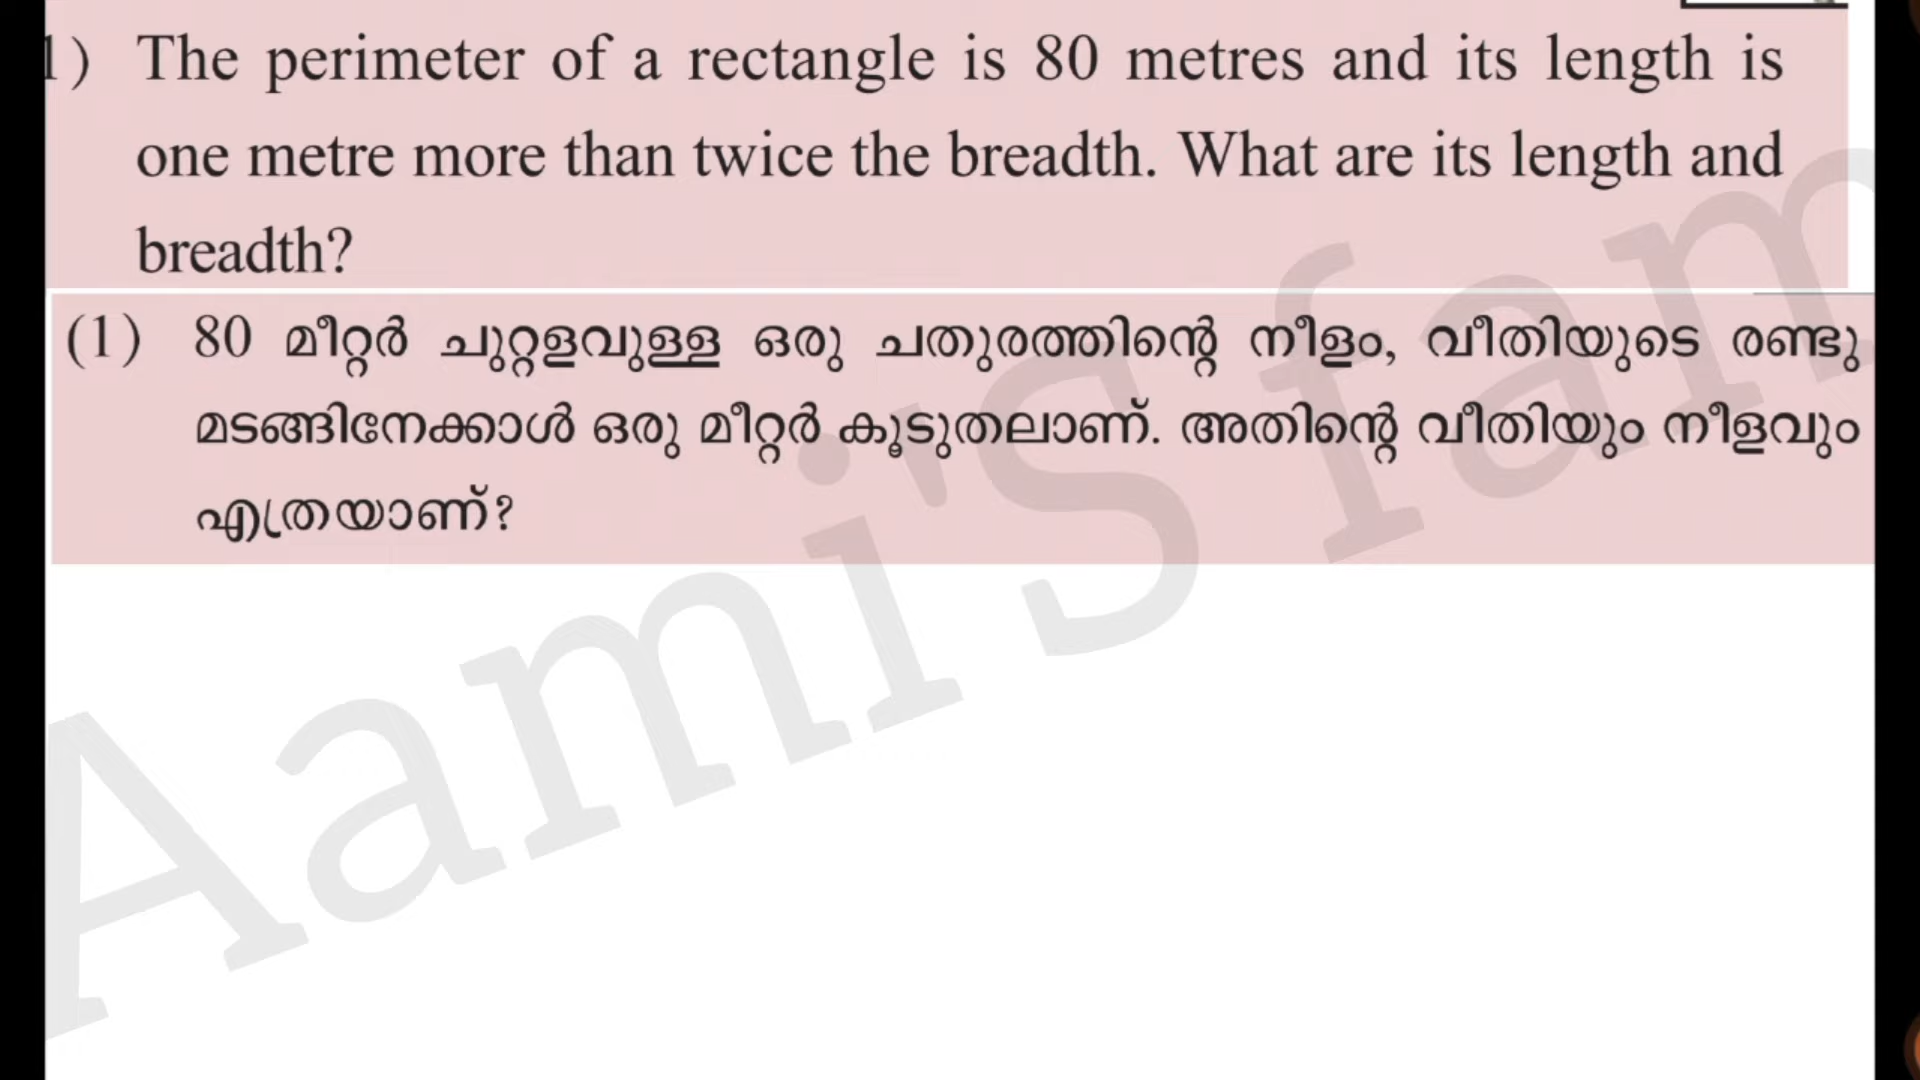 1) The perimeter of a rectangle is 80 metres and its length is
one metre more than twice the breadth. What are its length and
breadth?
(1) 80 മീറ്റർ ചുറ്റളവുള്ള ഒരു ചതുരത്തിന്റെ നീളം, വീതിയുടെ രണ്ടു
മടങ്ങിനേക്കാൾ ഒരു മീറ്റർ കൂടുതലാണ്. അതിന്റെ വീതിയും നീളവും
എത്രയാണ്?
Aami'S fam